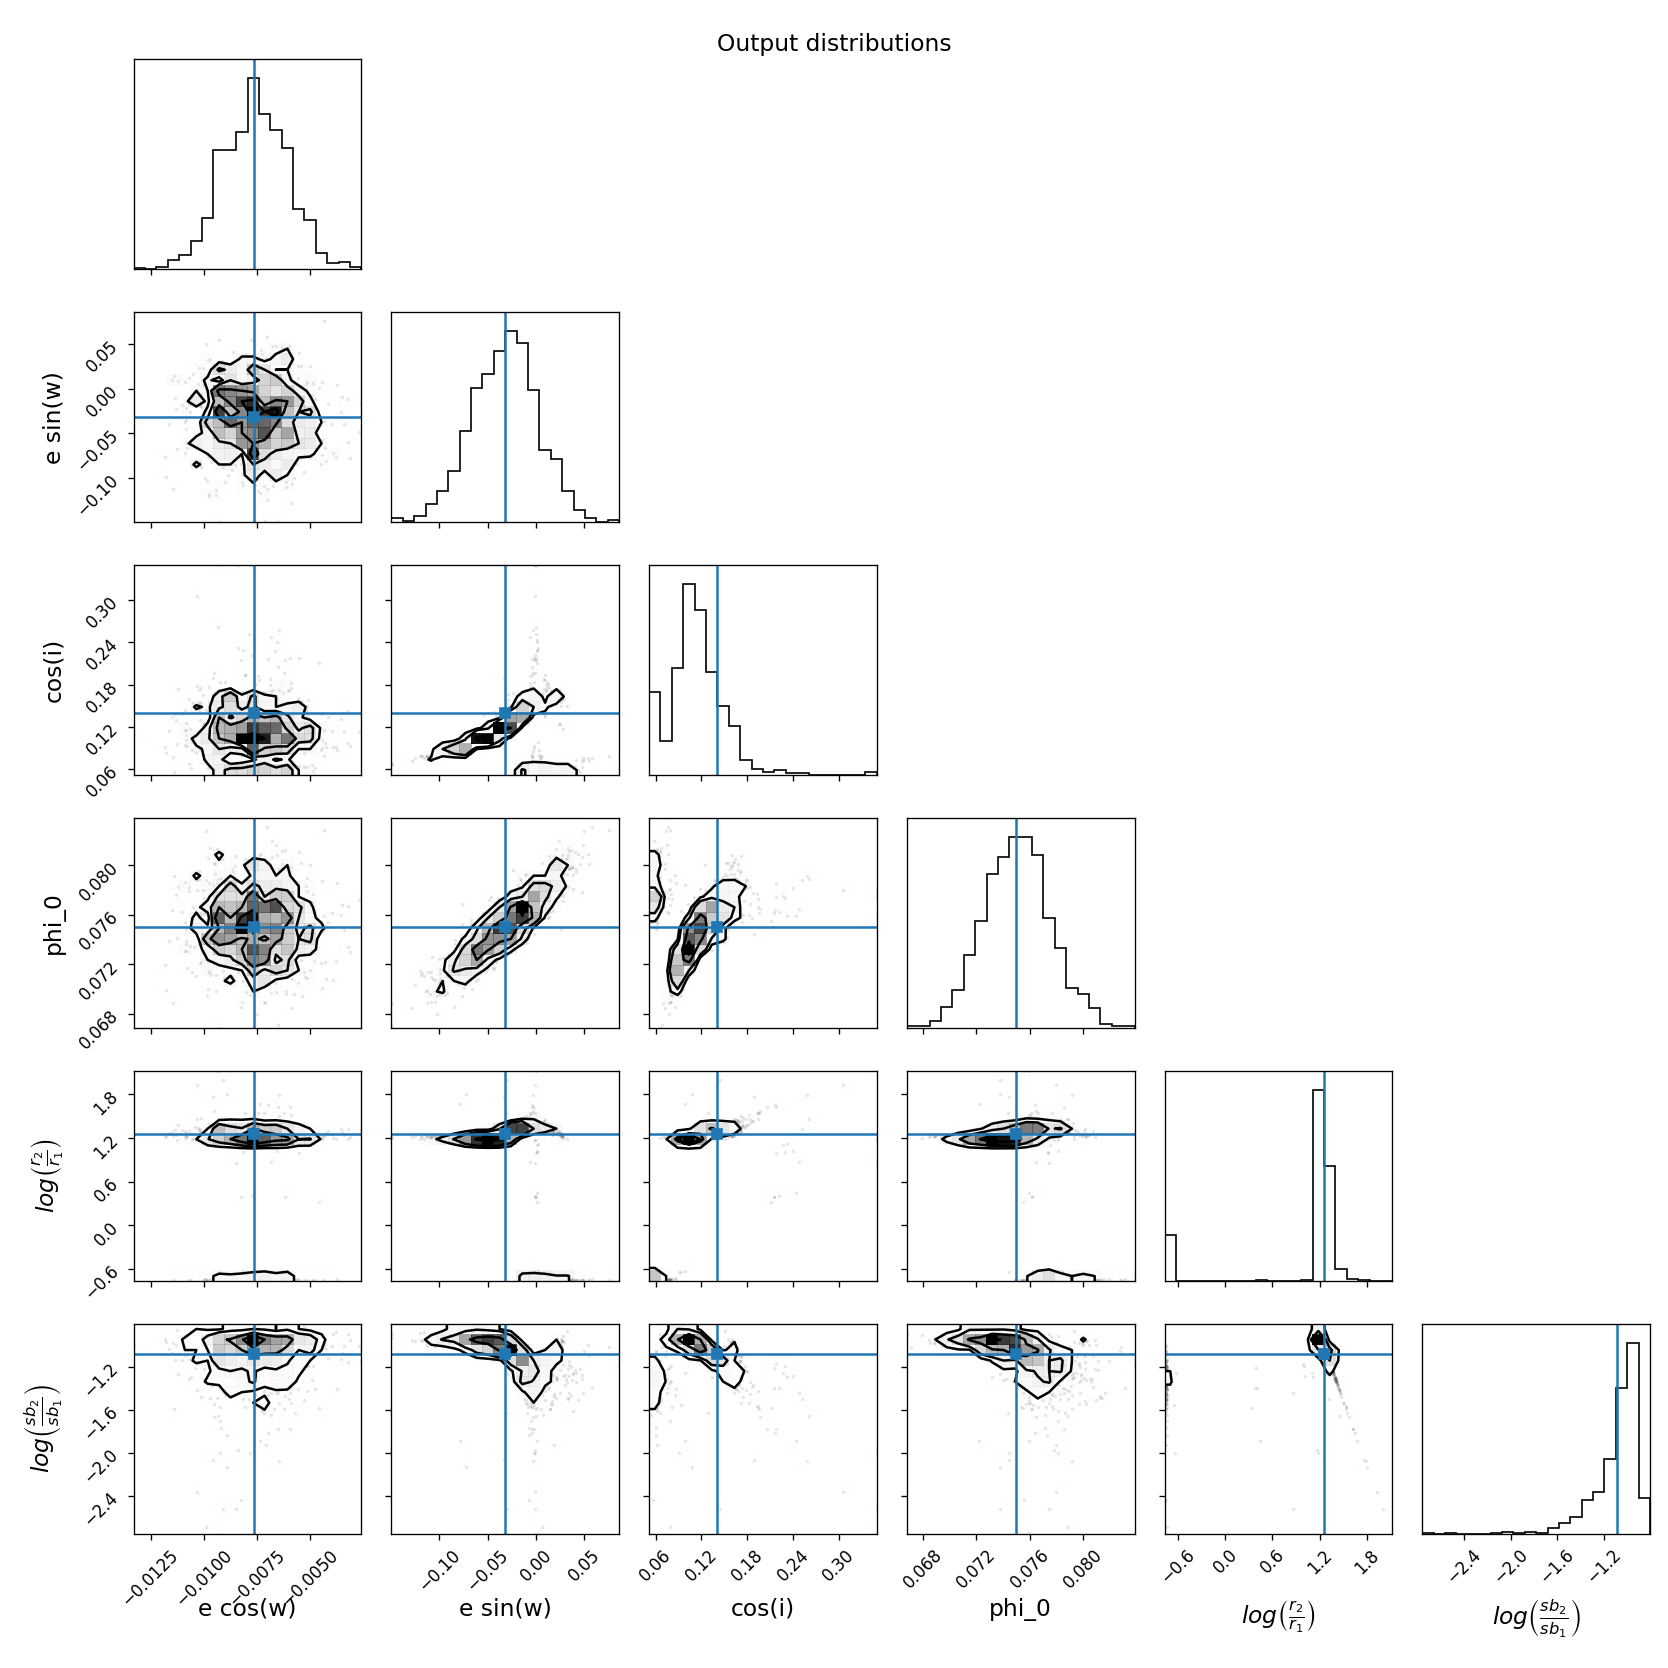 Output distributions
e sin(w)
0.05
0.00
−0.05
−0.10
cos(i)
0.30
0.24
0.18
0.12
0.06
phi_0
0.080
0.076
0.072
0.068
log(r₂/r₁)
1.8
1.2
0.6
0.0
−0.6
log(sb₂/sb₁)
−1.2
−1.6
−2.0
−2.4
−0.0125 −0.0100 −0.0075 −0.0050
−0.10 −0.05 0.00 0.05
0.06 0.12 0.18 0.24 0.30
0.068 0.072 0.076 0.080
−0.6 0.0 0.6 1.2 1.8
−2.4 −2.0 −1.6 −1.2
e cos(w)
e sin(w)
cos(i)
phi_0
log(r₂/r₁)
log(sb₂/sb₁)